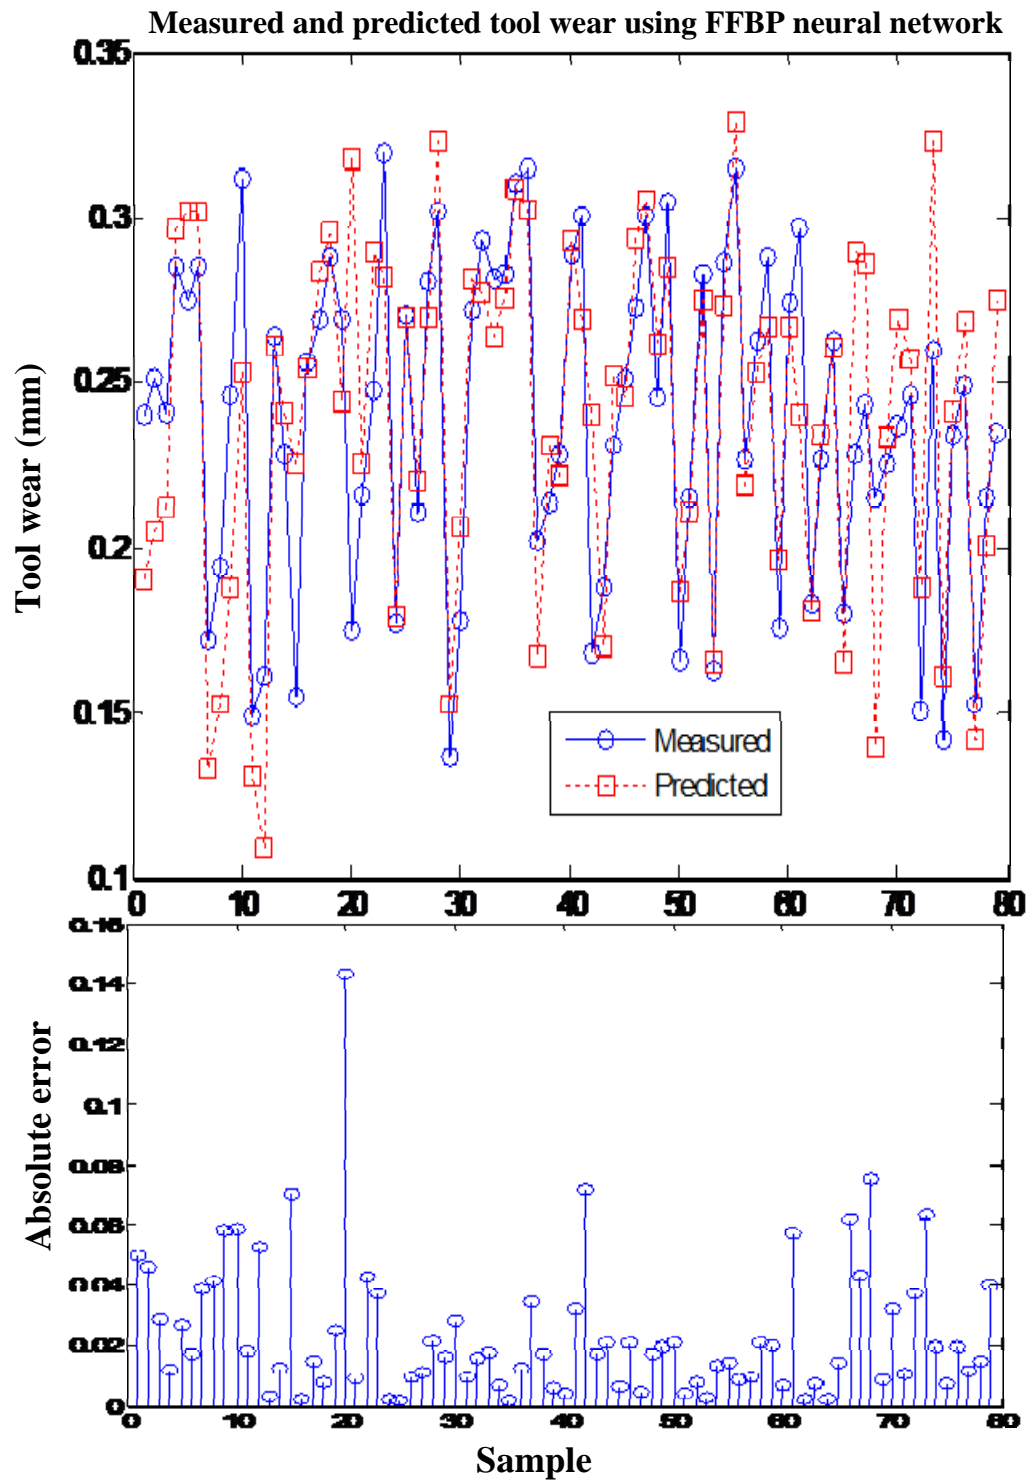 Measured and predicted tool wear using FFBP neural network
0.35
0.3
0.25
0.2
0.15
0.1
Tool wear (mm)
Measured
Predicted
0 10 20 30 40 50 60 70 80
0.16
0.14
0.12
0.1
0.08
0.06
0.04
0.02
0
Absolute error
0 10 20 30 40 50 60 70 80
Sample